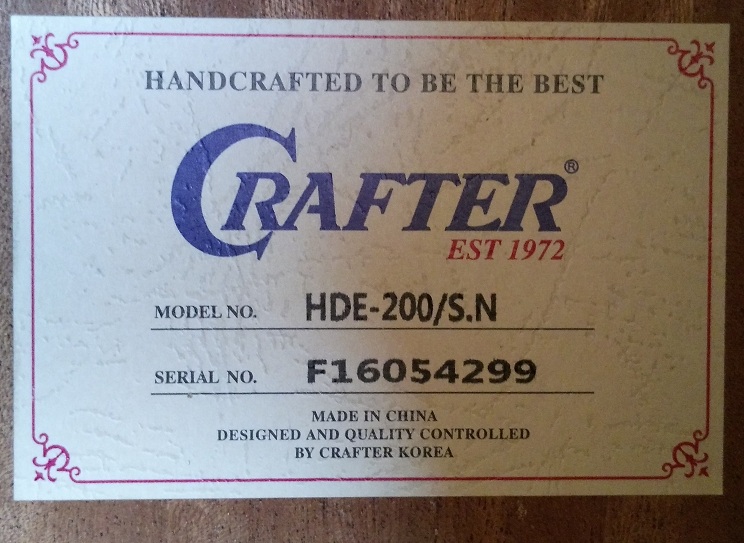 HANDCRAFTED TO BE THE BEST
CRAFTER®
EST 1972
MODEL NO. HDE-200/S.N
SERIAL NO. F16054299
MADE IN CHINA
DESIGNED AND QUALITY CONTROLLED
BY CRAFTER KOREA